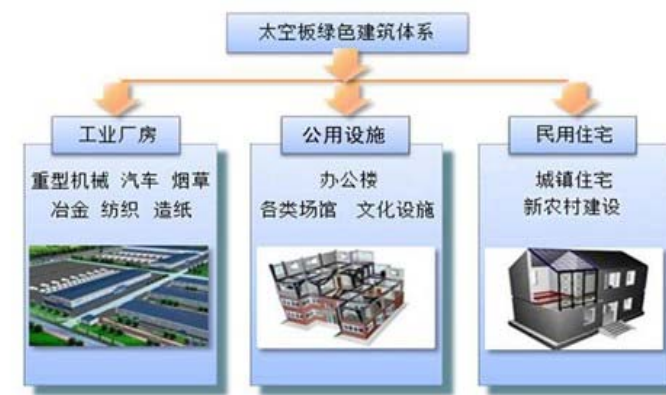 太空板绿色建筑体系
工业厂房
重型机械 汽车 烟草
冶金 纺织 造纸
公用设施
办公楼
各类场馆 文化设施
民用住宅
城镇住宅
新农村建设